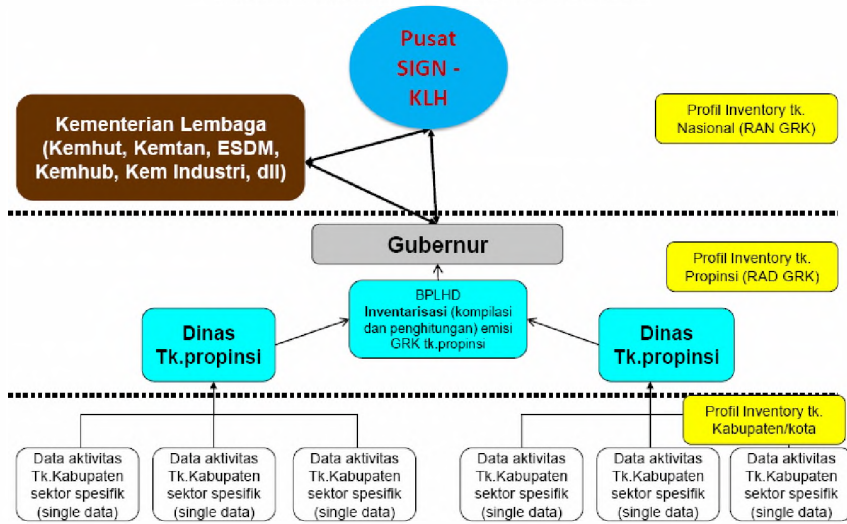 Pusat
SIGN -
KLH
Kementerian Lembaga
(Kemhut, Kemtan, ESDM,
Kemhub, Kem Industri, dll)
Profil Inventory tk.
Nasional (RAN GRK)
Gubernur
Profil Inventory tk.
Propinsi (RAD GRK)
BPLHD
Inventarisasi (kompilasi
dan penghitungan) emisi
GRK tk.propinsi
Dinas
Tk.propinsi
Dinas
Tk.propinsi
Profil Inventory tk.
Kabupaten/kota
Data aktivitas
Tk.Kabupaten
sektor spesifik
(single data)
Data aktivitas
Tk.Kabupaten
sektor spesifik
(single data)
Data aktivitas
Tk.Kabupaten
sektor spesifik
(single data)
Data aktivitas
Tk.Kabupaten
sektor spesifik
(single data)
Data aktivitas
Tk.Kabupaten
sektor spesifik
(single data)
Data aktivitas
Tk.Kabupaten
sektor spesifik
(single data)